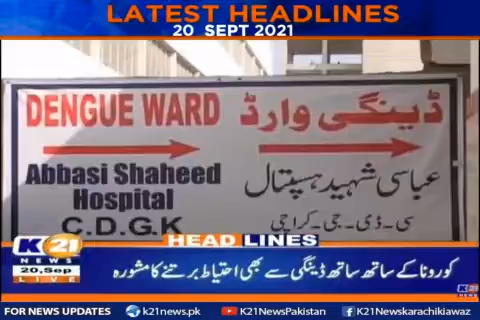 LATEST HEADLINES
20 SEPT 2021
DENGUE WARD
ڈینگی وارڈ
Abbasi Shaheed
Hospital
عباسی شہید ہسپتال
C.D.G.K
سی-ڈی-جی-کراچی
HEAD LINES
K21
NEWS
20,Sep
LIVE
کورونا کے ساتھ ساتھ ڈینگی سے بھی احتیاط برتنے کا مشورہ
FOR NEWS UPDATES
k21news.pk
K21NewsPakistan
K21Newskarachikiawaz